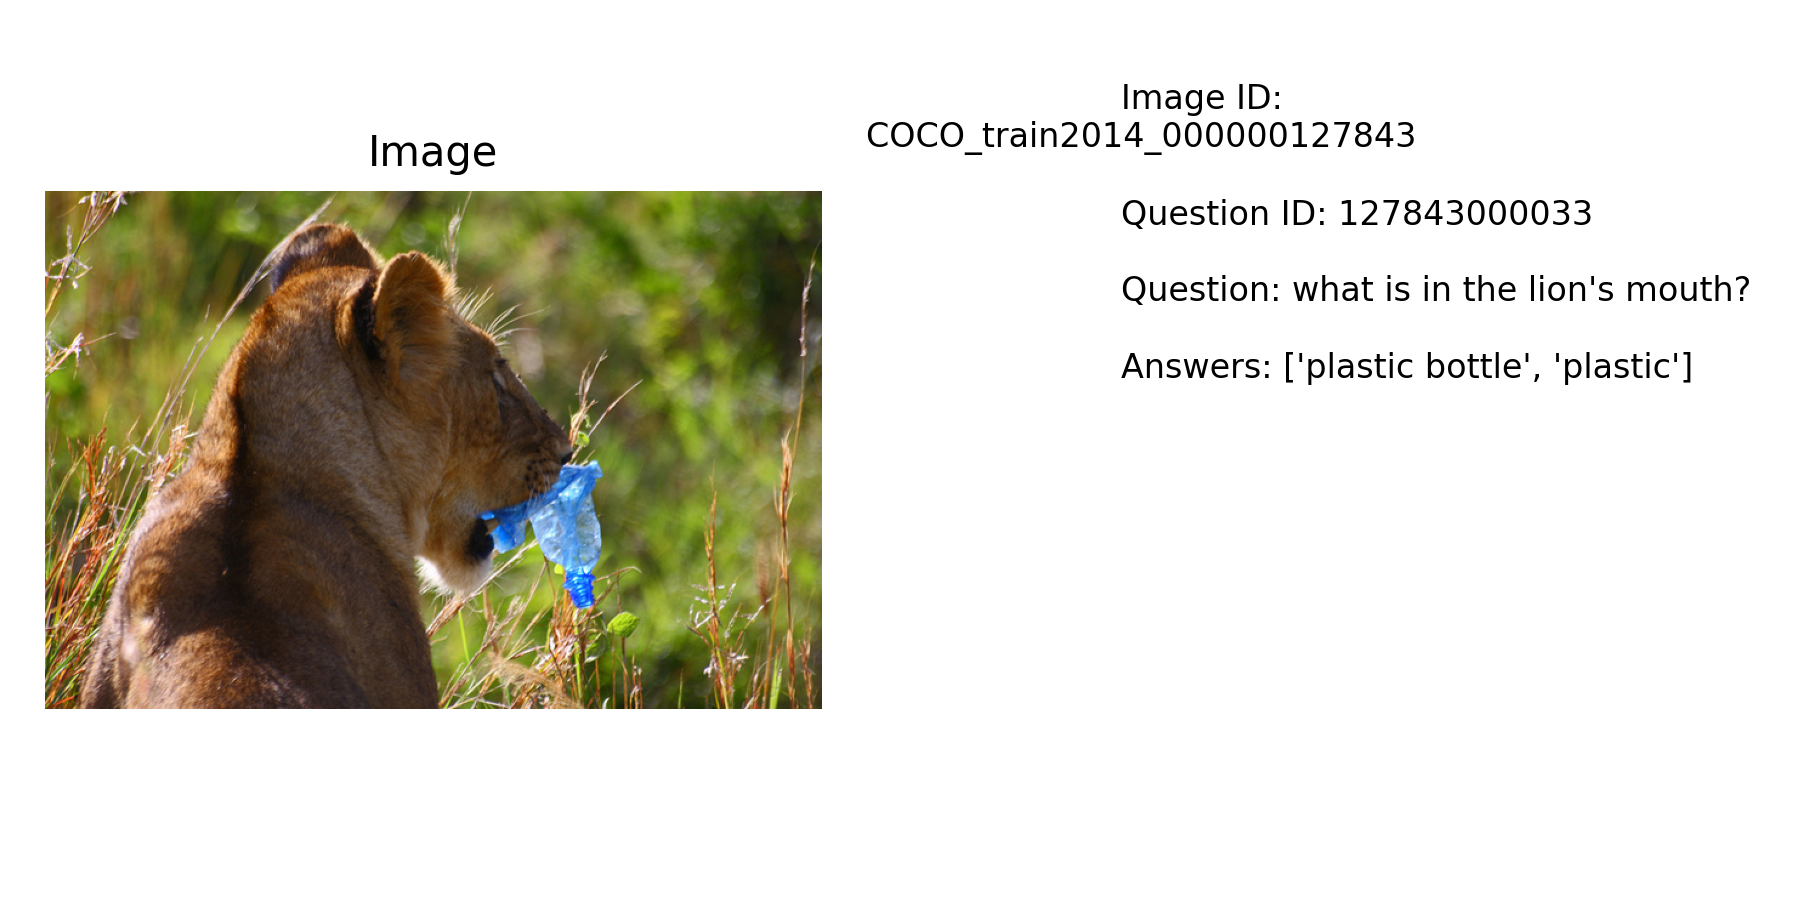 Image
Image ID:
COCO_train2014_000000127843
Question ID: 127843000033
Question: what is in the lion's mouth?
Answers: ['plastic bottle', 'plastic']